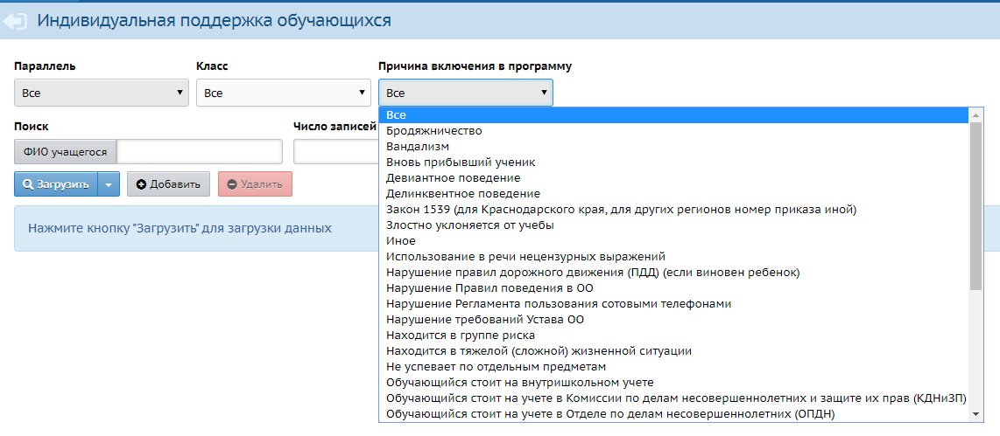 Индивидуальная поддержка обучающихся
Параллель Класс Причина включения в программу
Все Все Все
Поиск Число записей
ФИО учащегося
Загрузить Добавить Удалить
Нажмите кнопку "Загрузить" для загрузки данных
Все
Бродяжничество
Вандализм
Вновь прибывший ученик
Девиантное поведение
Делинквентное поведение
Закон 1539 (для Краснодарского края, для других регионов номер приказа иной)
Злостно уклоняется от учебы
Иное
Использование в речи нецензурных выражений
Нарушение правил дорожного движения (ПДД) (если виновен ребенок)
Нарушение Правил поведения в ОО
Нарушение Регламента пользования сотовыми телефонами
Нарушение требований Устава ОО
Находится в группе риска
Находится в тяжелой (сложной) жизненной ситуации
Не успевает по отдельным предметам
Обучающийся стоит на внутришкольном учете
Обучающийся стоит на учете в Комиссии по делам несовершеннолетних и защите их прав (КДНиЗП)
Обучающийся стоит на учете в Отделе по делам несовершеннолетних (ОПДН)